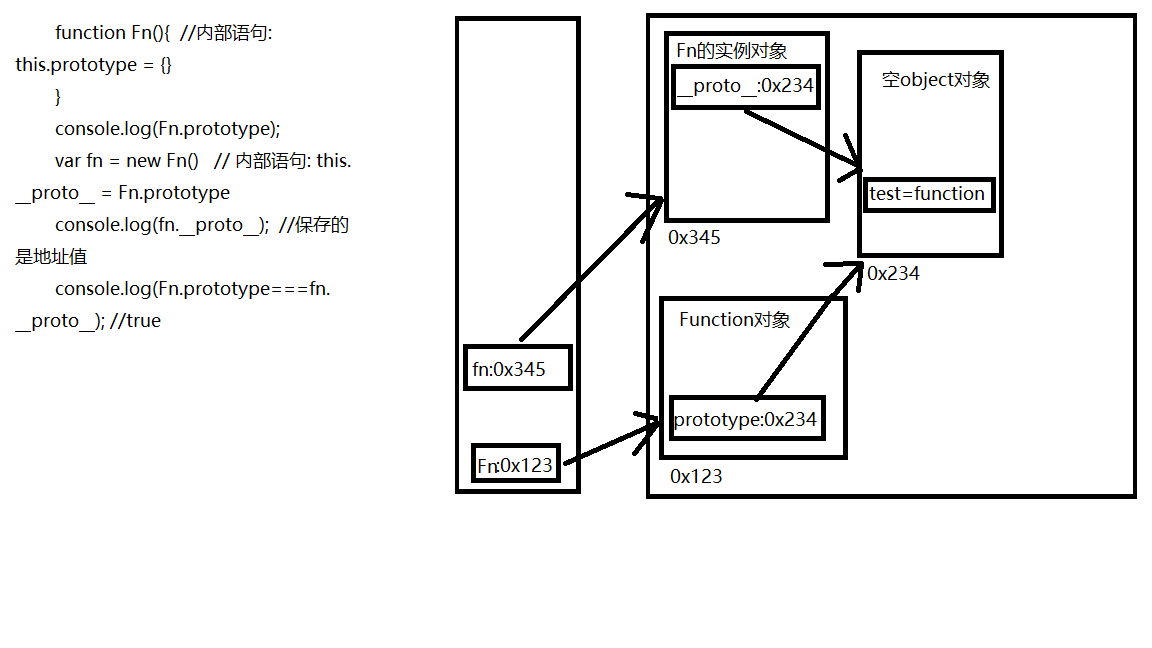 function Fn(){  //内部语句:
this.prototype = {}
}
console.log(Fn.prototype);
var fn = new Fn()   // 内部语句: this.
__proto__ = Fn.prototype
console.log(fn.__proto__);  //保存的
是地址值
console.log(Fn.prototype===fn.
__proto__); //true
fn:0x345
Fn:0x123
Fn的实例对象
__proto__:0x234
0x345
空object对象
test=function
0x234
Function对象
prototype:0x234
0x123